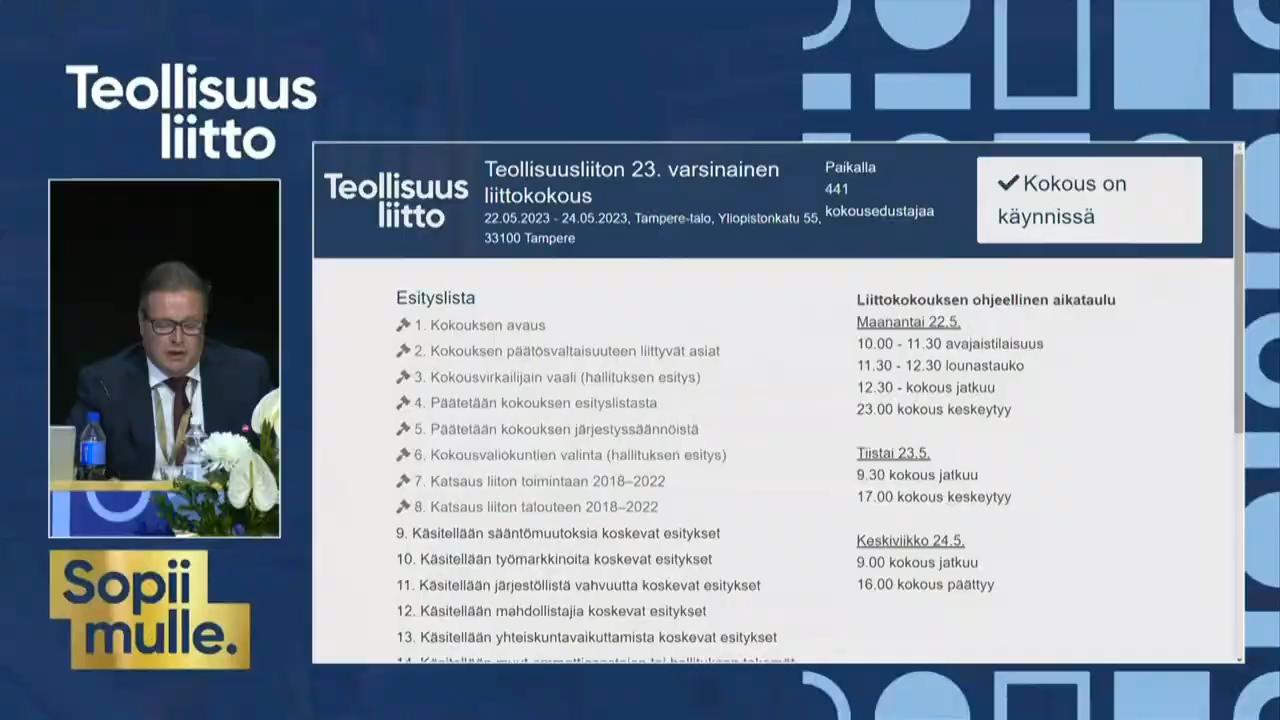 Teollisuus
liitto
Teollisuus
liitto
Teollisuusliiton 23. varsinainen
liittokokous
22.05.2023 - 24.05.2023, Tampere-talo, Yliopistonkatu 55,
33100 Tampere
Paikalla
441
kokousedustajaa
Kokous on
käynnissä
Esityslista
1. Kokouksen avaus
2. Kokouksen päätösvaltaisuuteen liittyvät asiat
3. Kokousvirkailijain vaali (hallituksen esitys)
4. Päätetään kokouksen esityslistasta
5. Päätetään kokouksen järjestyssäännöistä
6. Kokousvaliokuntien valinta (hallituksen esitys)
7. Katsaus liiton toimintaan 2018–2022
8. Katsaus liiton talouteen 2018–2022
9. Käsitellään sääntömuutoksia koskevat esitykset
10. Käsitellään työmarkkinoita koskevat esitykset
11. Käsitellään järjestöllistä vahvuutta koskevat esitykset
12. Käsitellään mahdollistajia koskevat esitykset
13. Käsitellään yhteiskuntavaikuttamista koskevat esitykset
Liittokokouksen ohjeellinen aikataulu
Maanantai 22.5.
10.00 - 11.30 avajaistilaisuus
11.30 - 12.30 lounastauko
12.30 - kokous jatkuu
23.00 kokous keskeytyy
Tiistai 23.5.
9.30 kokous jatkuu
17.00 kokous keskeytyy
Keskiviikko 24.5.
9.00 kokous jatkuu
16.00 kokous päättyy
Sopii
mulle.